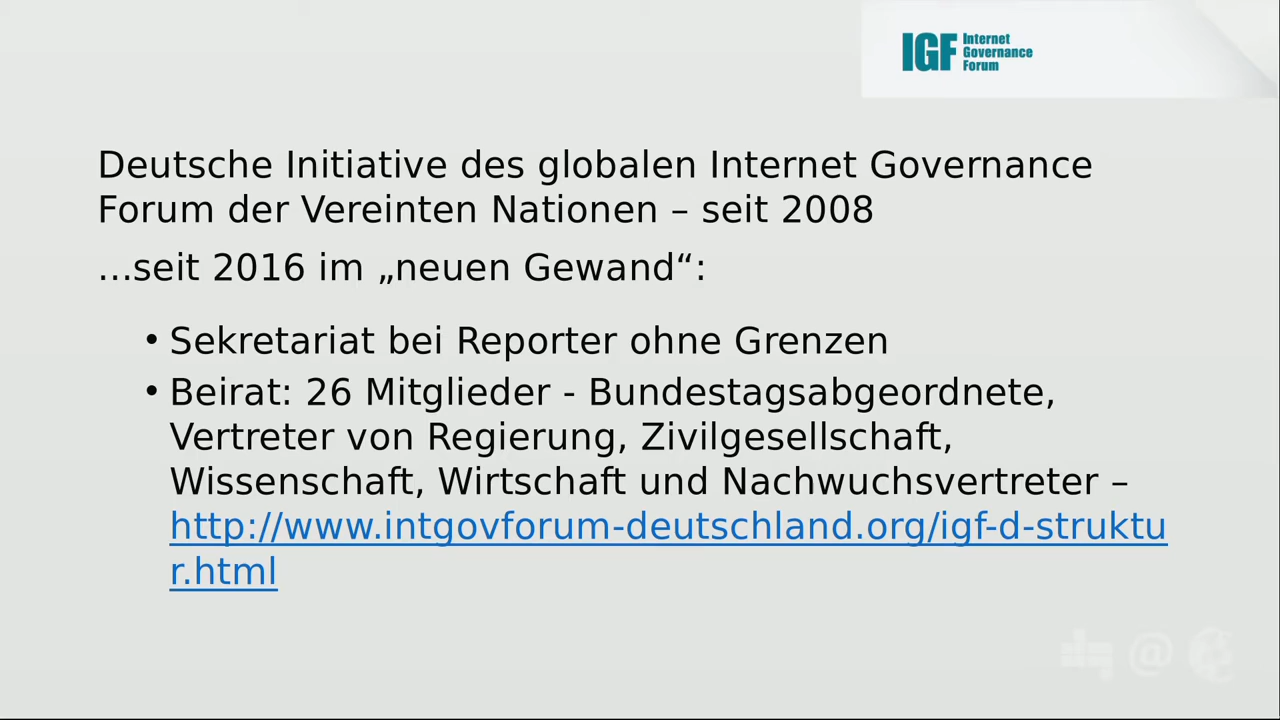 IGF Internet
Governance
Forum
Deutsche Initiative des globalen Internet Governance
Forum der Vereinten Nationen – seit 2008
...seit 2016 im „neuen Gewand“:
• Sekretariat bei Reporter ohne Grenzen
• Beirat: 26 Mitglieder - Bundestagsabgeordnete,
Vertreter von Regierung, Zivilgesellschaft,
Wissenschaft, Wirtschaft und Nachwuchsvertreter –
http://www.intgovforum-deutschland.org/igf-d-struktu
r.html
@